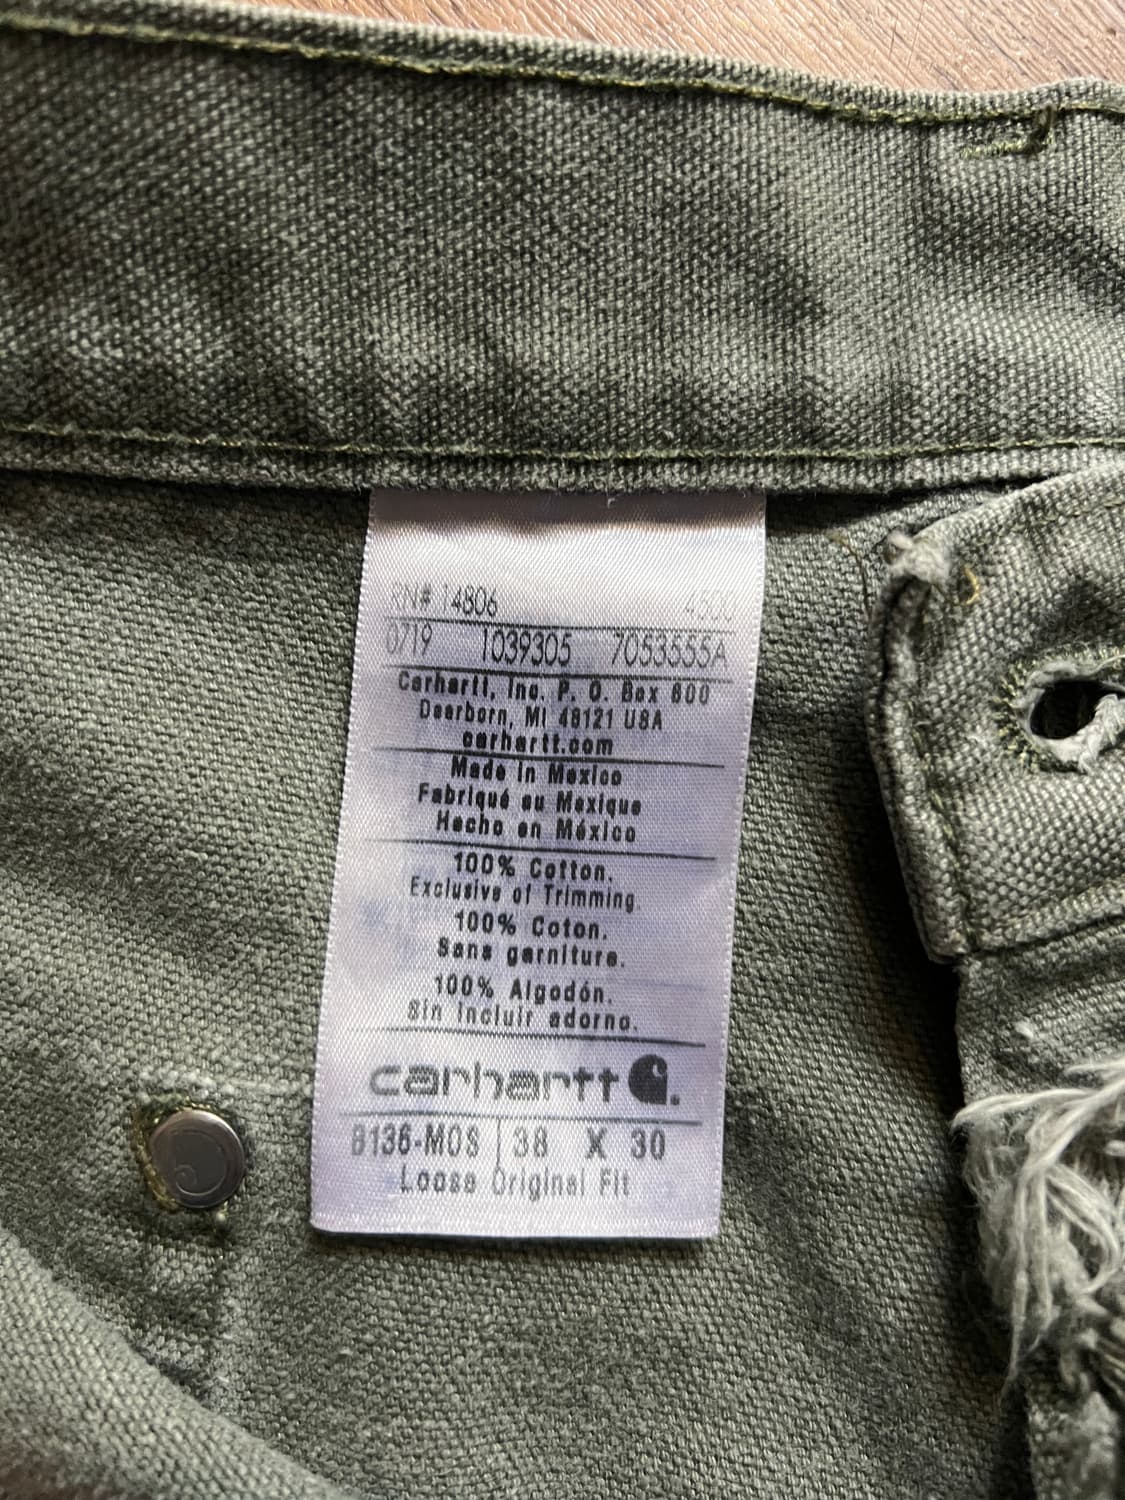 RN# 14806 4500
0719 1039305 7053555A
Carhartt, Inc. P. O. Box 600
Dearborn, MI 48121 USA
carhartt.com
Made in Mexico
Fabriqué au Mexique
Hecho en México
100% Cotton.
Exclusive of Trimming.
100% Coton.
Sans garniture.
100% Algodón.
Sin incluir adorno.
carhartt
B136-MOS 38 X 30
Loose Original Fit